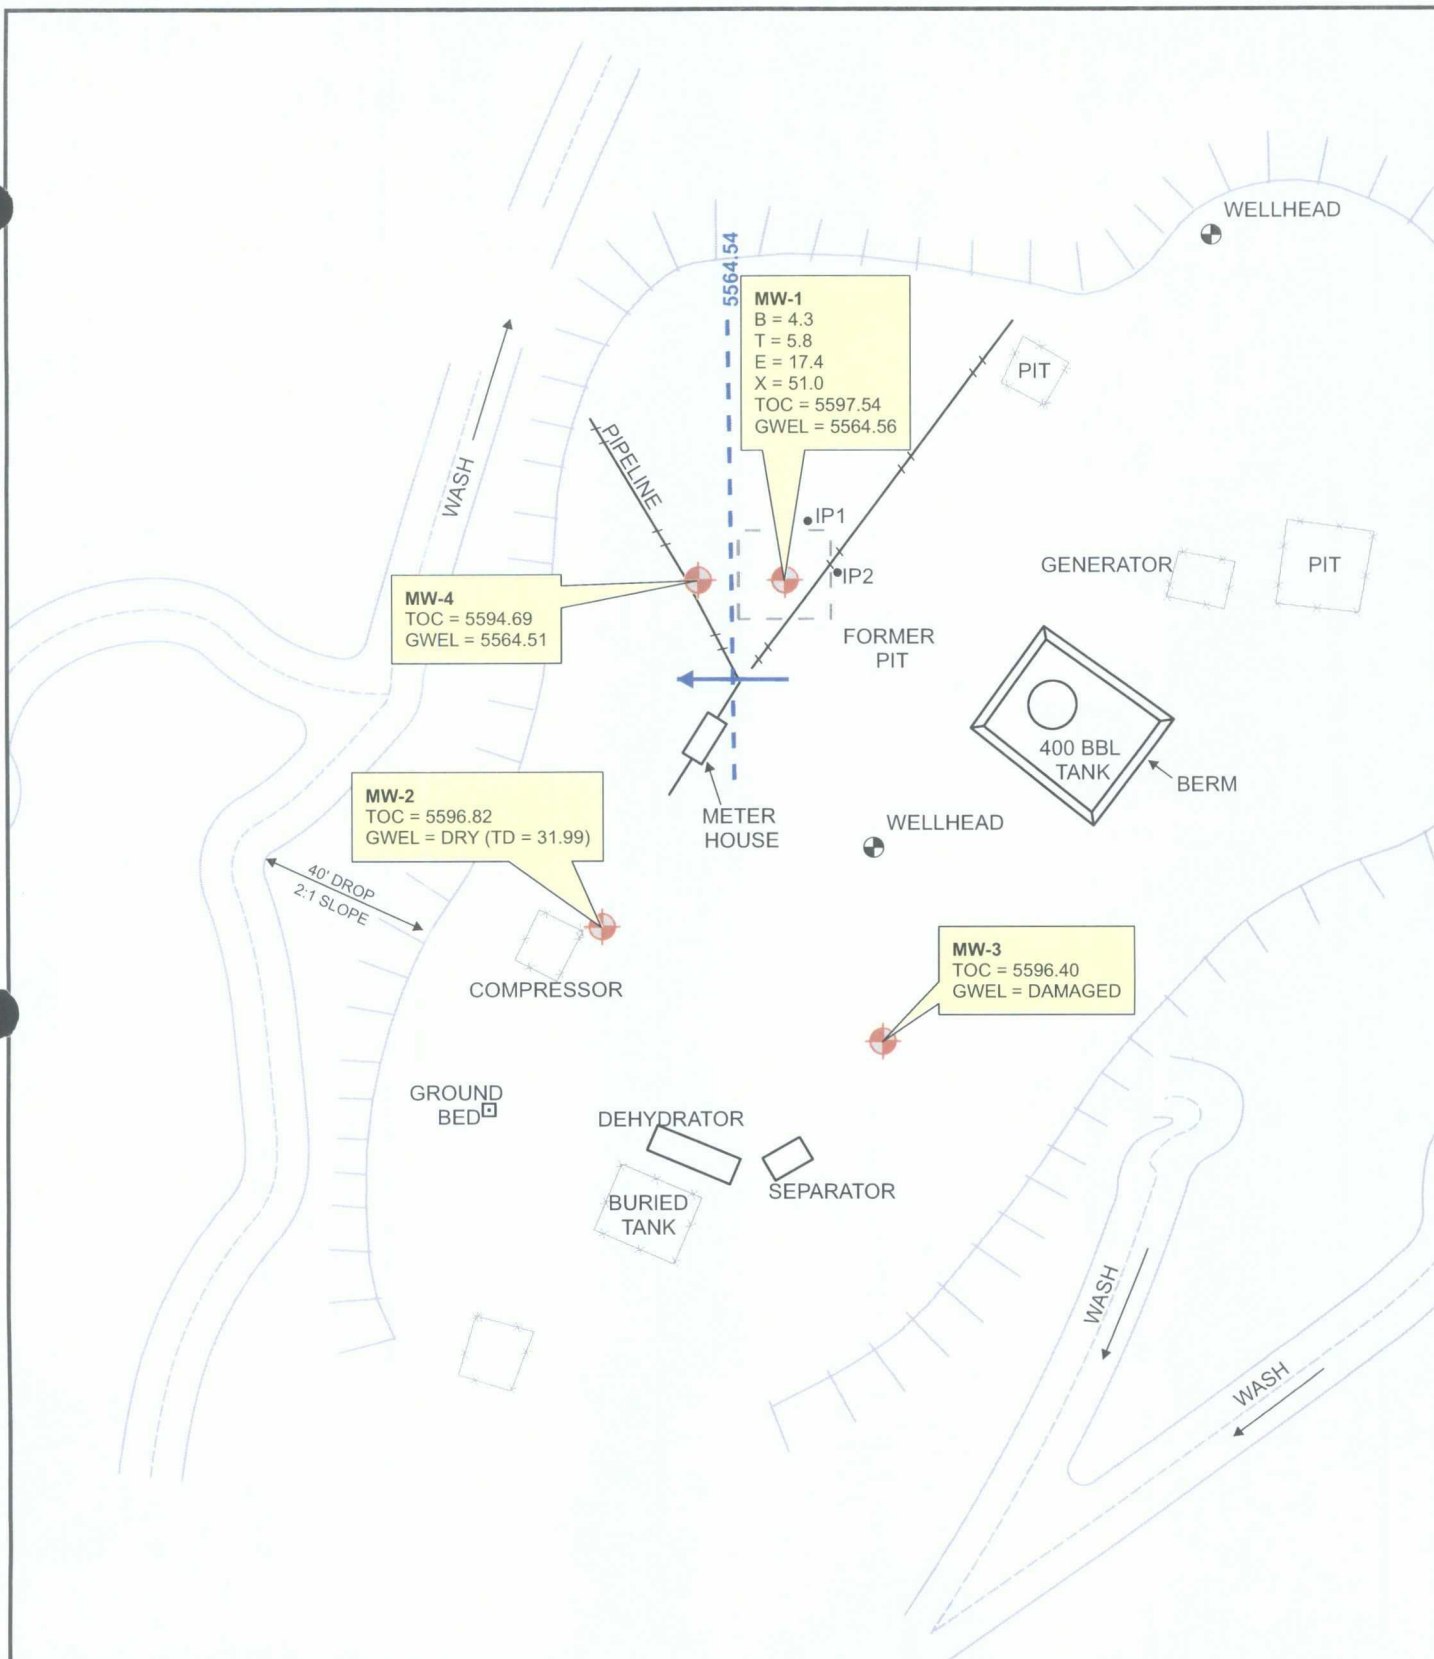 WELLHEAD
5564.54
MW-1
B = 4.3
T = 5.8
E = 17.4
X = 51.0
TOC = 5597.54
GWEL = 5564.56
PIT
PIPELINE
WASH
IP1
IP2
GENERATOR
PIT
MW-4
TOC = 5594.69
GWEL = 5564.51
FORMER
PIT
400 BBL
TANK
BERM
MW-2
TOC = 5596.82
GWEL = DRY (TD = 31.99)
METER
HOUSE
WELLHEAD
40' DROP
2:1 SLOPE
COMPRESSOR
MW-3
TOC = 5596.40
GWEL = DAMAGED
GROUND
BED
DEHYDRATOR
SEPARATOR
BURIED
TANK
WASH
WASH